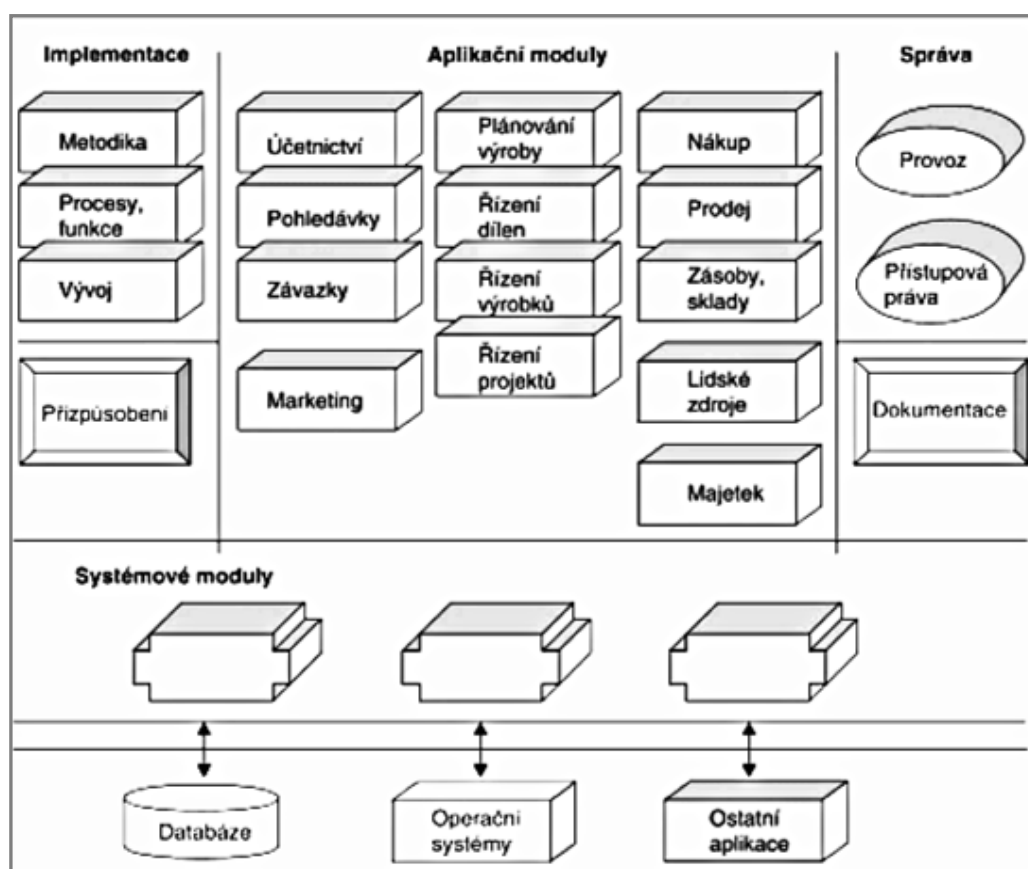 Implementace
Metodika
Procesy,
funkce
Vývoj
Přizpůsobení
Aplikační moduly
Účetnictví
Pohledávky
Závazky
Marketing
Plánování
výroby
Řízení
dílen
Řízení
výrobků
Řízení
projektů
Nákup
Prodej
Zásoby,
sklady
Lidské
zdroje
Majetek
Správa
Provoz
Přístupová
práva
Dokumentace
Systémové moduly
Databáze
Operační
systémy
Ostatní
aplikace